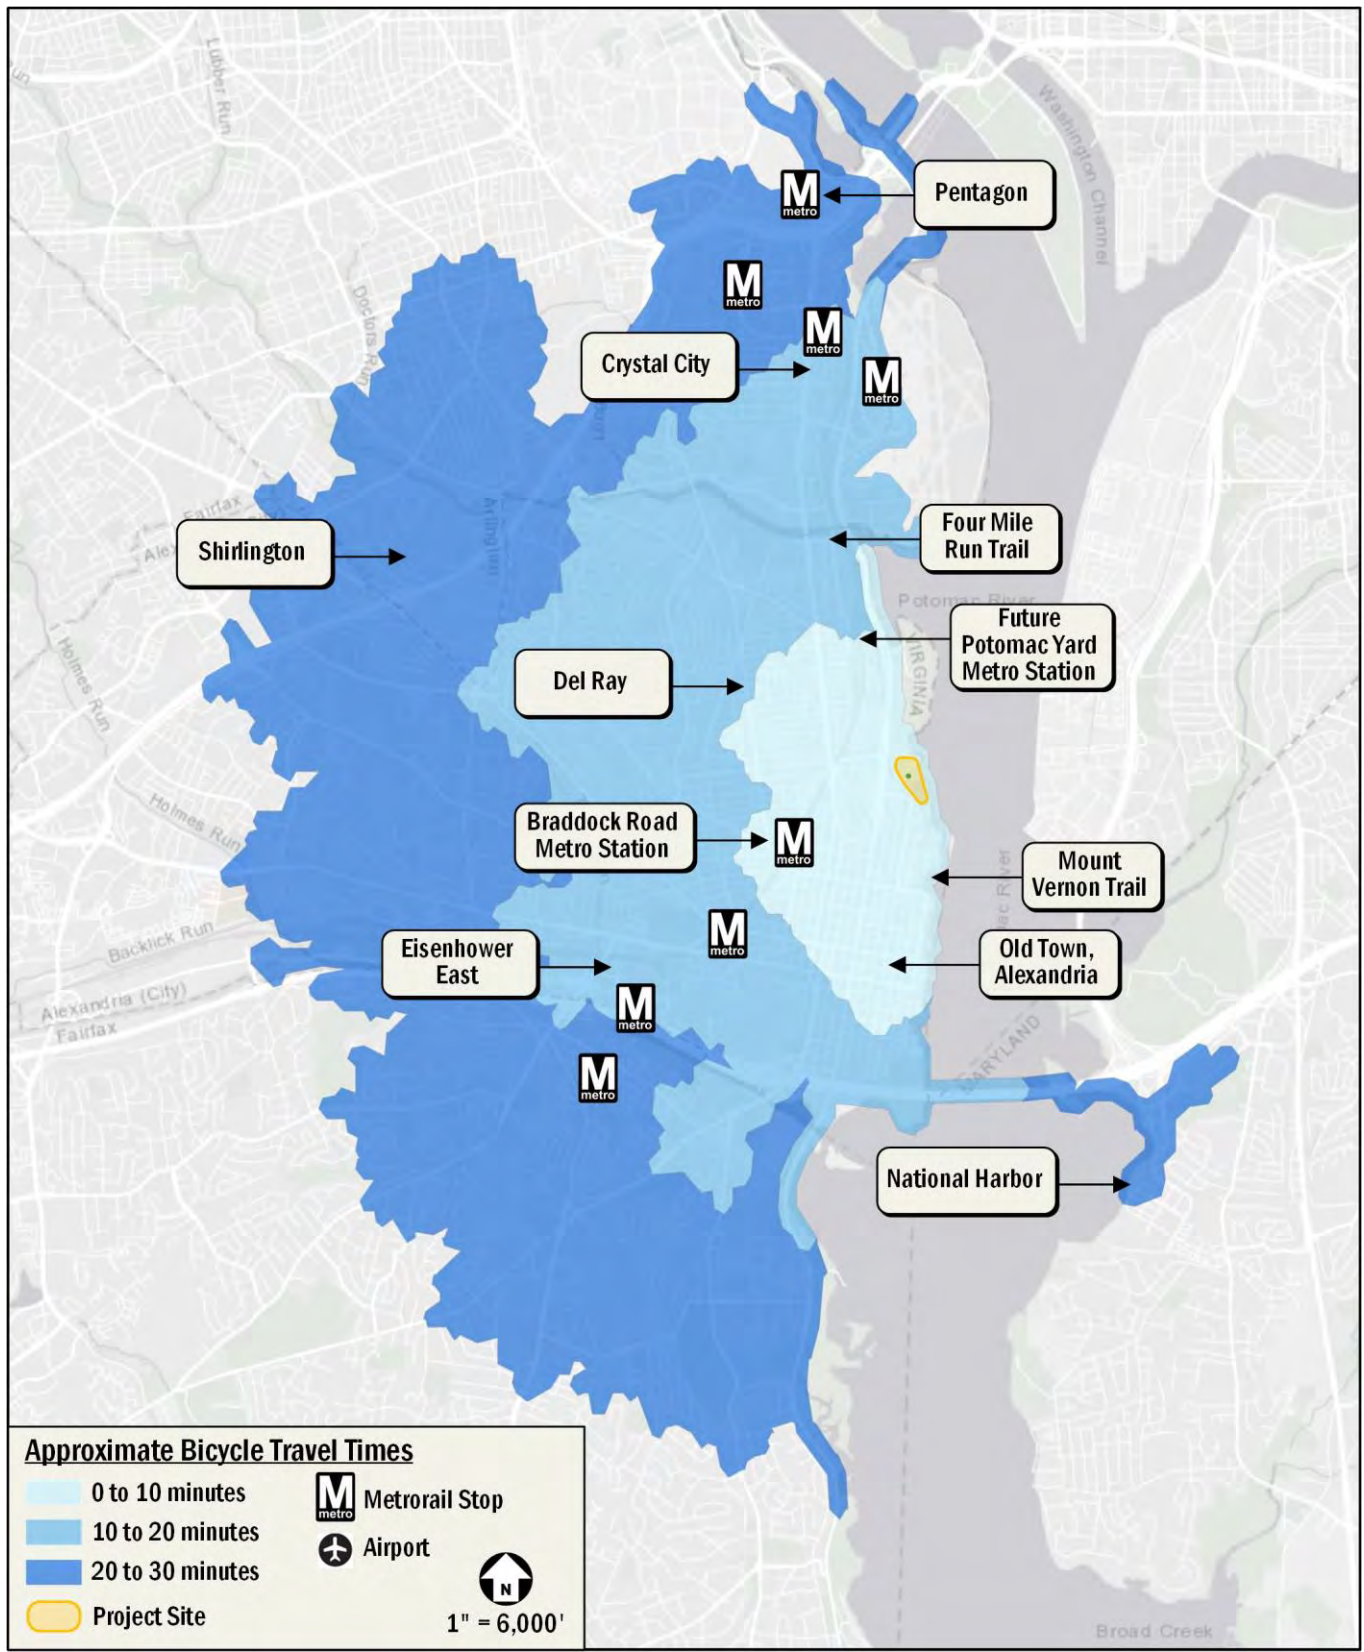 Lubber Run
Run
Washington Channel
M
metro
Pentagon
M
metro
Doctors Run
M
metro
Crystal City
M
metro
Fairfax
Arlington
Four Mile
Run Trail
Shirlington
Potomac River
Future
Potomac Yard
Metro Station
VIRGINIA
Holmes Run
Del Ray
Holmes Run
Braddock Road
Metro Station
M
metro
Mount
Vernon Trail
Backlick Run
M
metro
Eisenhower
East
Old Town,
Alexandria
Alexandria (City)
Fairfax
M
metro
MARYLAND
M
metro
National Harbor
Approximate Bicycle Travel Times
0 to 10 minutes
10 to 20 minutes
20 to 30 minutes
Project Site
M
metro
Metrorail Stop
Airport
N
1" = 6,000'
Broad Creek